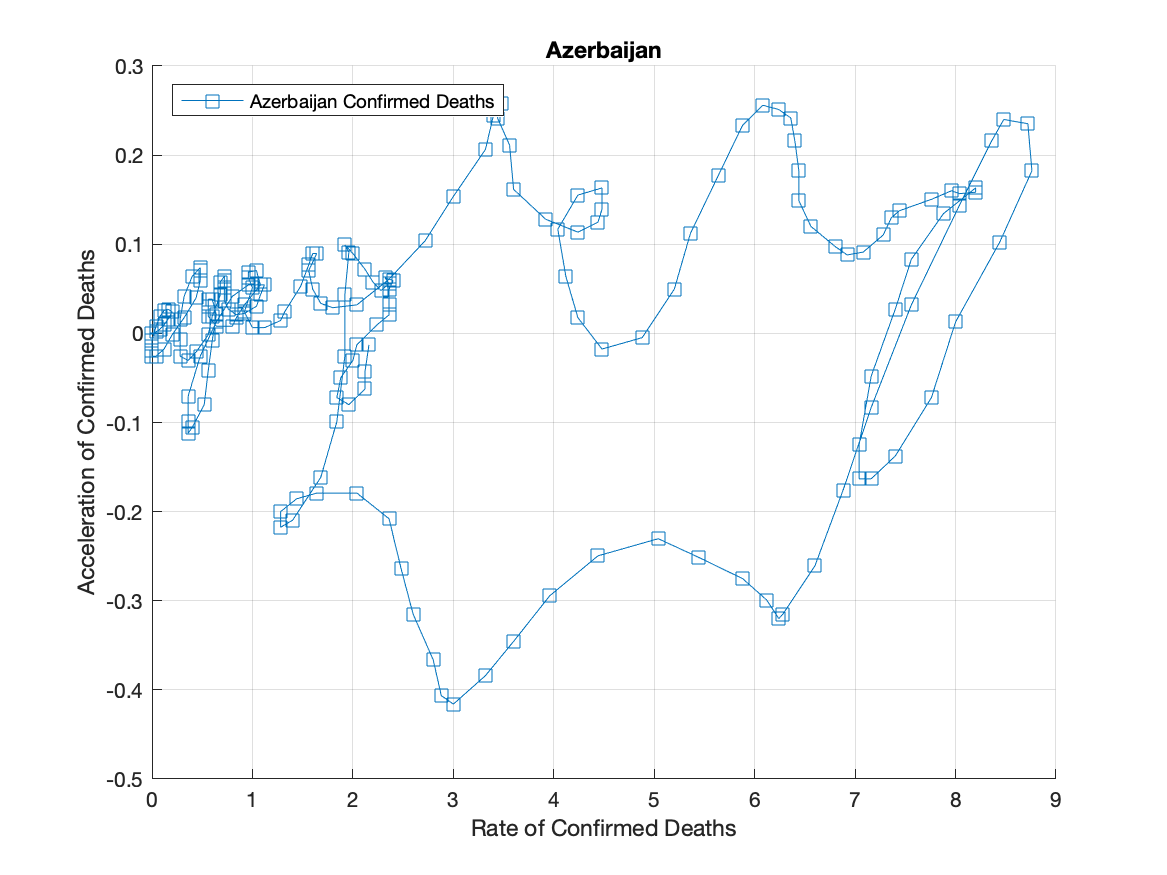 Azerbaijan
Azerbaijan Confirmed Deaths
0.3
0.2
0.1
0
-0.1
-0.2
-0.3
-0.4
-0.5
Acceleration of Confirmed Deaths
0 1 2 3 4 5 6 7 8 9
Rate of Confirmed Deaths